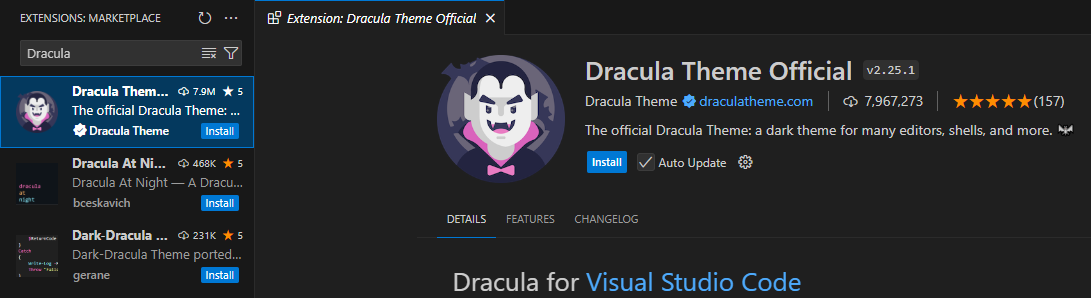 EXTENSIONS: MARKETPLACE
Dracula
Dracula Them... 7.9M ★ 5
The official Dracula Theme: ...
Dracula Theme Install
Dracula At Ni... 468K ★ 5
Dracula At Night — A Dracu...
bceskavich Install
Dark-Dracula ... 231K ★ 5
Dark-Dracula Theme ported...
gerane Install
dracula
at
night
Extension: Dracula Theme Official
Dracula Theme Official v2.25.1
Dracula Theme draculatheme.com 7,967,273 ★★★★★(157)
The official Dracula Theme: a dark theme for many editors, shells, and more. 🦇
Install Auto Update
DETAILS FEATURES CHANGELOG
Dracula for Visual Studio Code